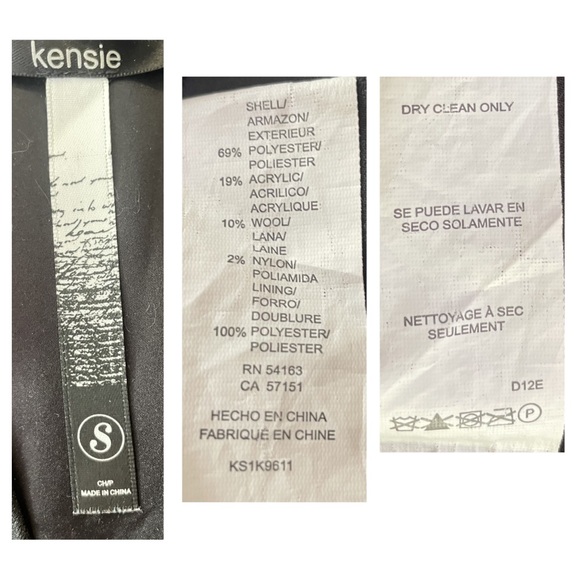 kensie
S
CH/P
MADE IN CHINA
SHELL/
ARMAZON/
EXTERIEUR
69% POLYESTER/
POLIESTER
19% ACRYLIC/
ACRILICO/
ACRYLIQUE
10% WOOL/
LANA/
LAINE
2% NYLON/
POLIAMIDA
LINING/
FORRO/
DOUBLURE
100% POLYESTER/
POLIESTER
RN 54163
CA 57151
HECHO EN CHINA
FABRIQUÉ EN CHINE
KS1K9611
DRY CLEAN ONLY
SE PUEDE LAVAR EN
SECO SOLAMENTE
NETTOYAGE À SEC
SEULEMENT
D12E
P